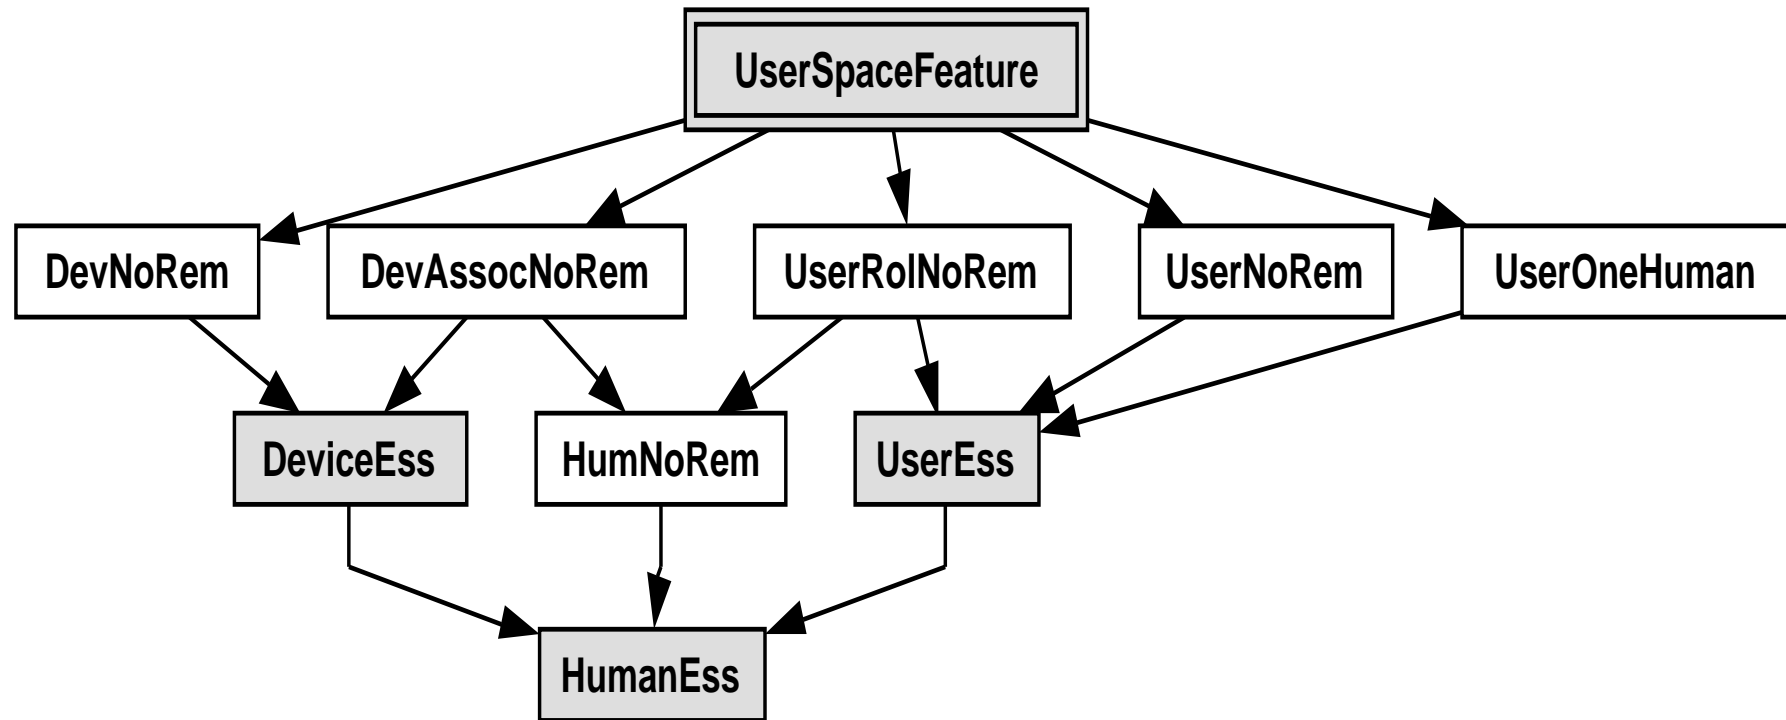 UserSpaceFeature
DevNoRem
DevAssocNoRem
UserRolNoRem
UserNoRem
UserOneHuman
DeviceEss
HumNoRem
UserEss
HumanEss